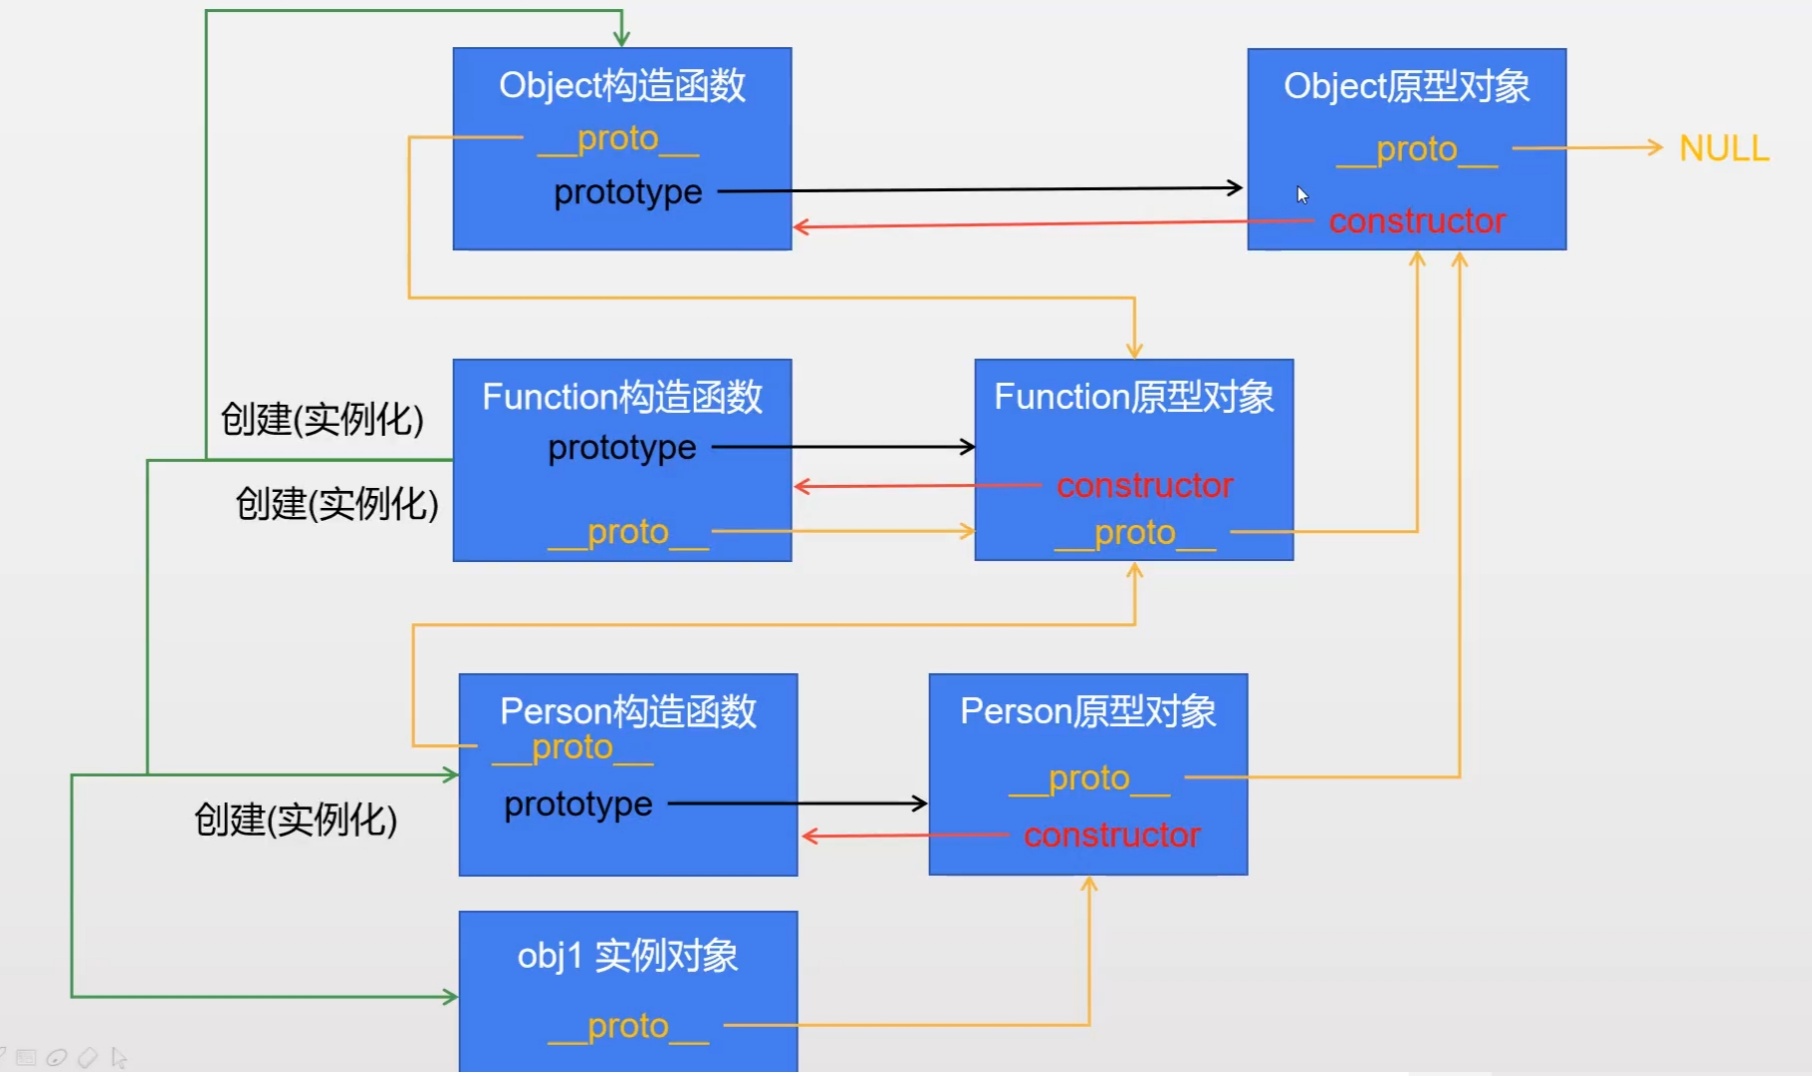 Object构造函数
__proto__
prototype
Object原型对象
__proto__
NULL
constructor
创建(实例化)
创建(实例化)
Function构造函数
prototype
__proto__
Function原型对象
constructor
__proto__
创建(实例化)
Person构造函数
__proto__
prototype
Person原型对象
__proto__
constructor
obj1 实例对象
__proto__